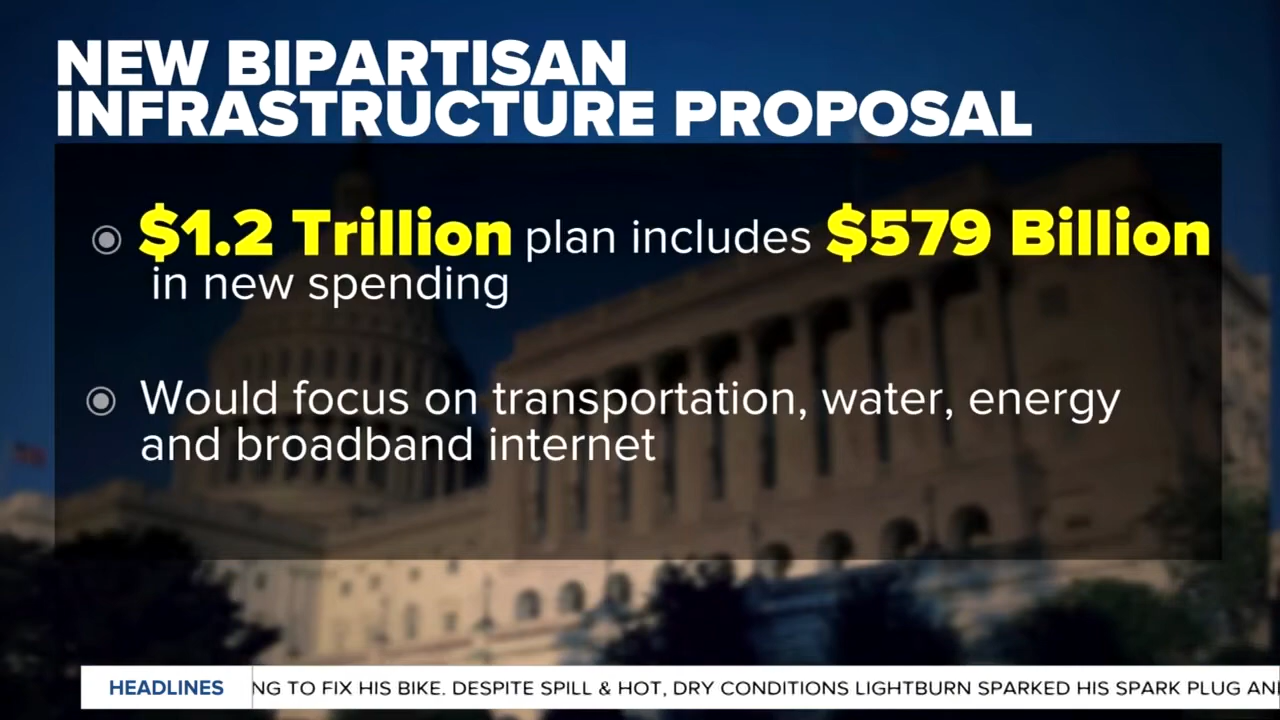 NEW BIPARTISAN
INFRASTRUCTURE PROPOSAL
$1.2 Trillion plan includes $579 Billion
in new spending
Would focus on transportation, water, energy
and broadband internet
HEADLINES NG TO FIX HIS BIKE. DESPITE SPILL & HOT, DRY CONDITIONS LIGHTBURN SPARKED HIS SPARK PLUG AN